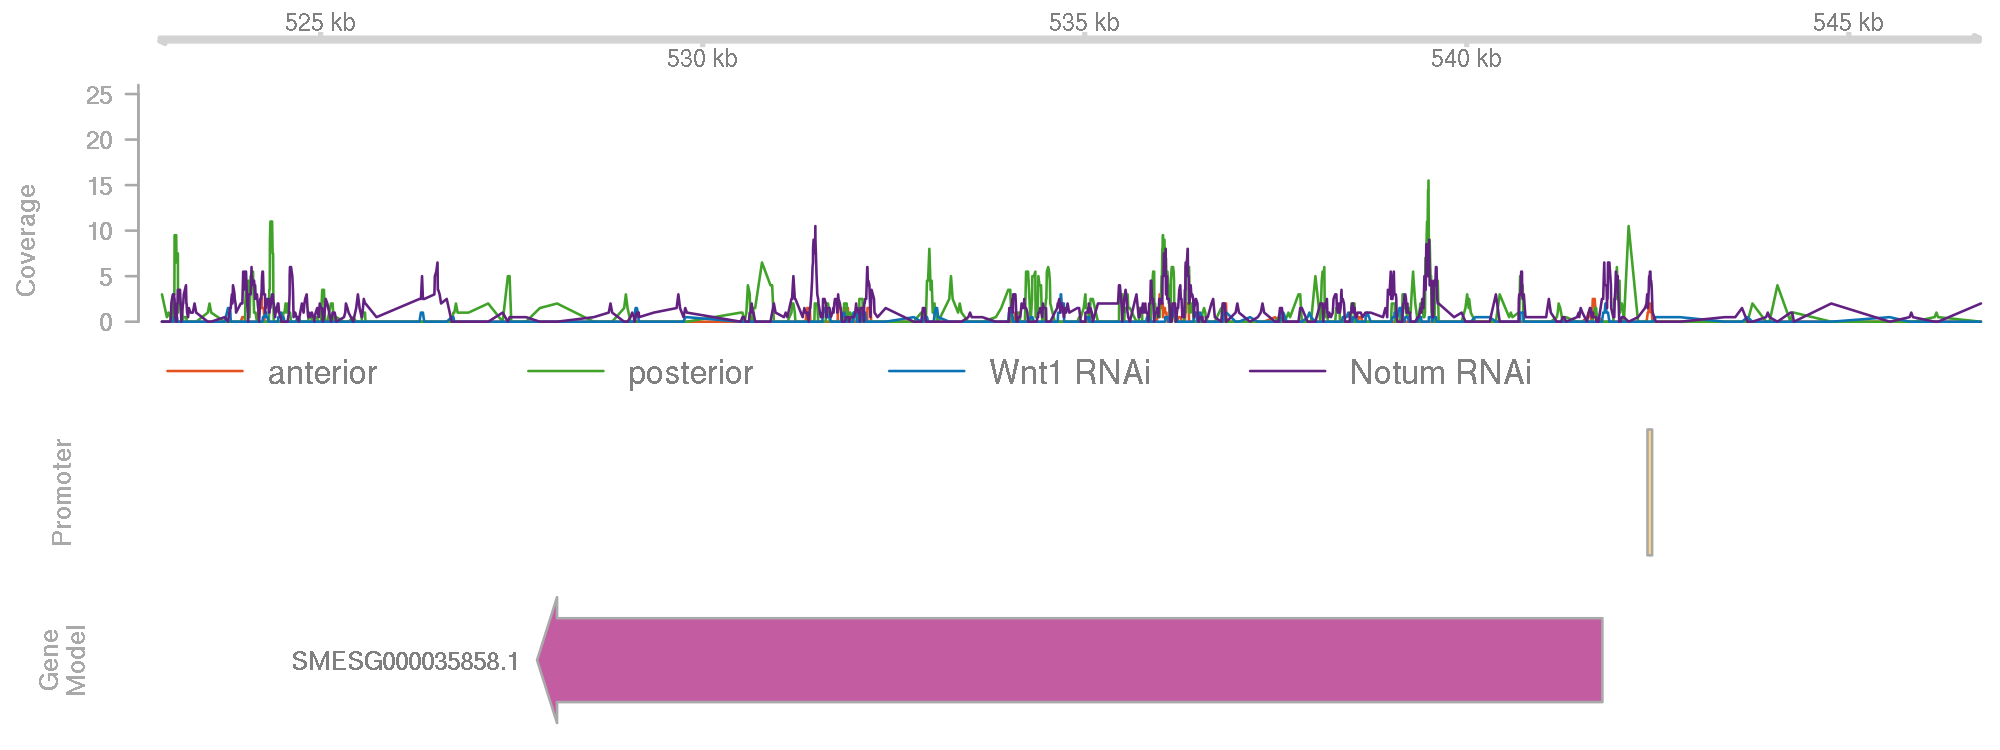 525 kb
535 kb
545 kb
530 kb
540 kb
Coverage
25
20
15
10
5
0
anterior
posterior
Wnt1 RNAi
Notum RNAi
Promoter
Gene
Model
SMESG000035858.1